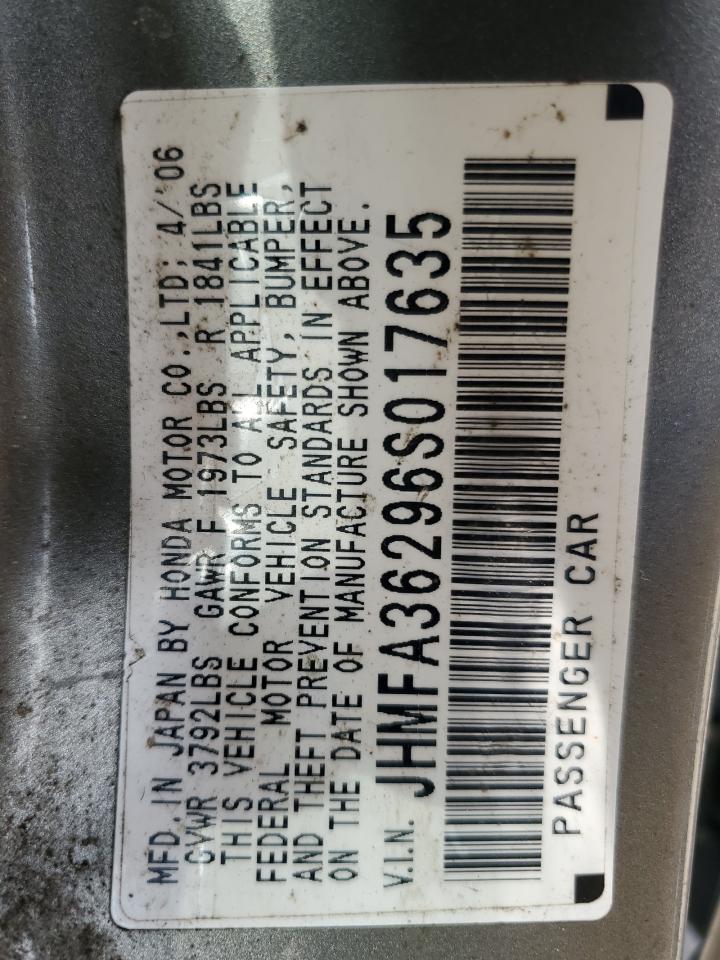 MFD. IN JAPAN BY HONDA MOTOR CO.,LTD; 4/'06
GVWR 3792LBS GAWR F 1973LBS R 1841LBS
THIS VEHICLE CONFORMS TO ALL APPLICABLE
FEDERAL MOTOR VEHICLE SAFETY, BUMPER,
AND THEFT PREVENTION STANDARDS IN EFFECT
ON THE DATE OF MANUFACTURE SHOWN ABOVE.
V.I.N. JHMFA36296S017635
PASSENGER CAR